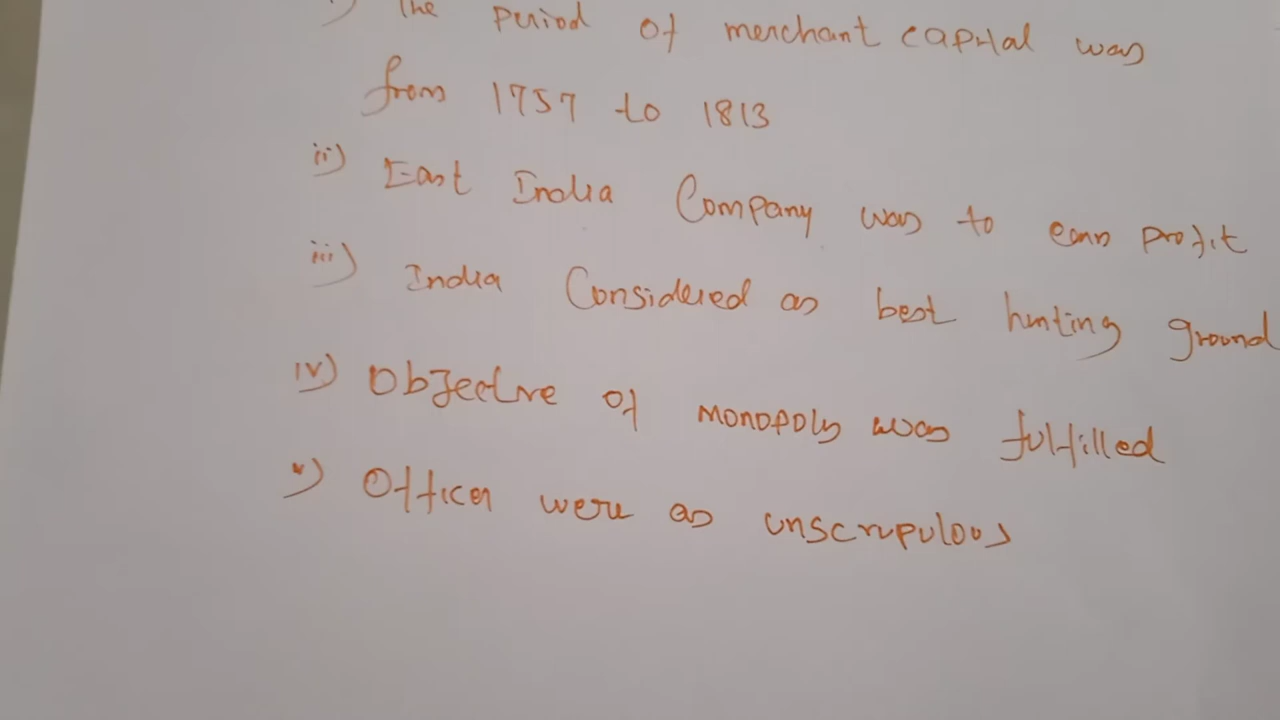 i) The period of merchant capital was
from 1757 to 1813
ii) East India Company was to earn profit
iii) India Considered as best hunting ground
iv) Objective of monopoly was fulfilled
v) Officer were as unscrupulous